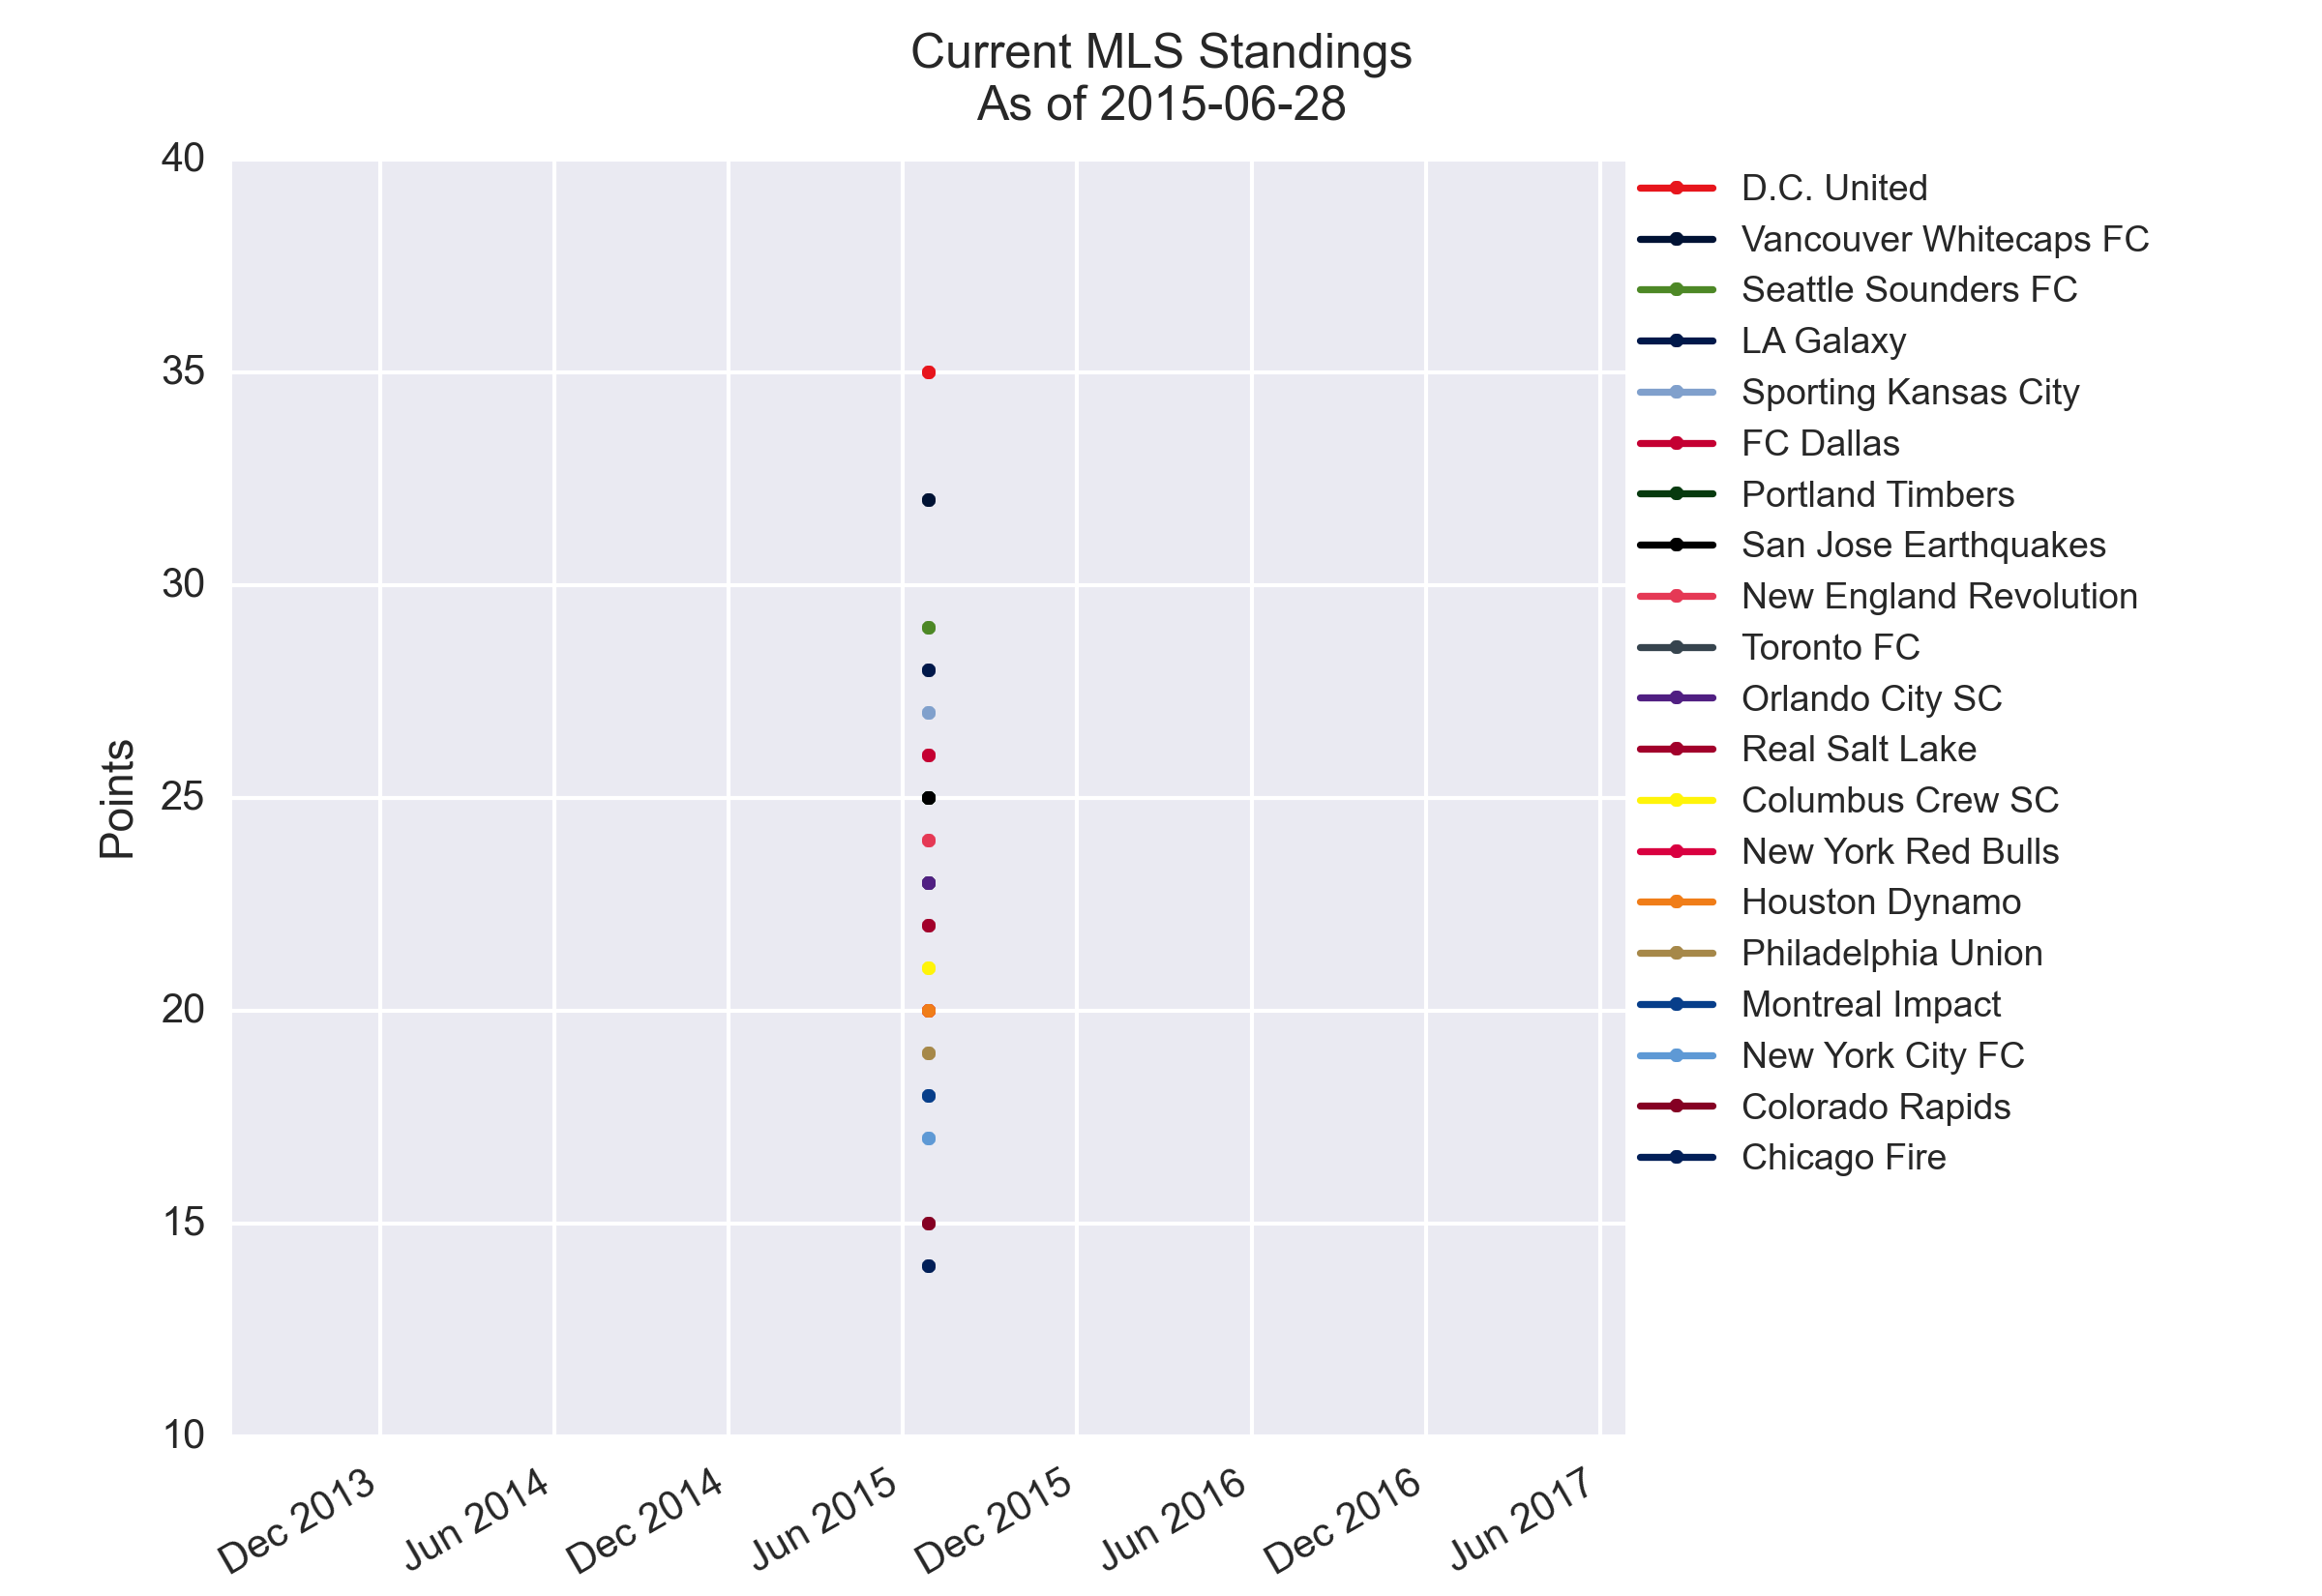 Current MLS Standings
As of 2015-06-28
40
35
30
25
20
15
10
Points
Dec 2013
Jun 2014
Dec 2014
Jun 2015
Dec 2015
Jun 2016
Dec 2016
Jun 2017
D.C. United
Vancouver Whitecaps FC
Seattle Sounders FC
LA Galaxy
Sporting Kansas City
FC Dallas
Portland Timbers
San Jose Earthquakes
New England Revolution
Toronto FC
Orlando City SC
Real Salt Lake
Columbus Crew SC
New York Red Bulls
Houston Dynamo
Philadelphia Union
Montreal Impact
New York City FC
Colorado Rapids
Chicago Fire